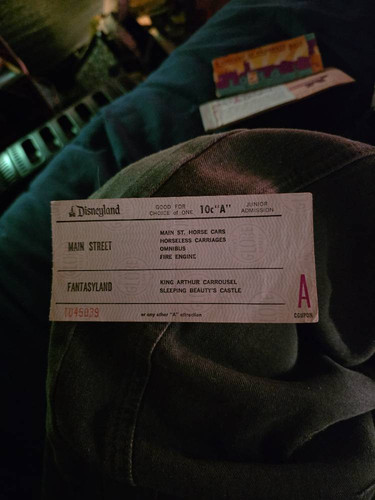 Disneyland GOOD FOR CHOICE of ONE 10c "A" JUNIOR ADMISSION
MAIN STREET
MAIN ST. HORSE CARS
HORSELESS CARRIAGES
OMNIBUS
FIRE ENGINE
FANTASYLAND
KING ARTHUR CARROUSEL
SLEEPING BEAUTY'S CASTLE
A
COUPON
or any other "A" attraction